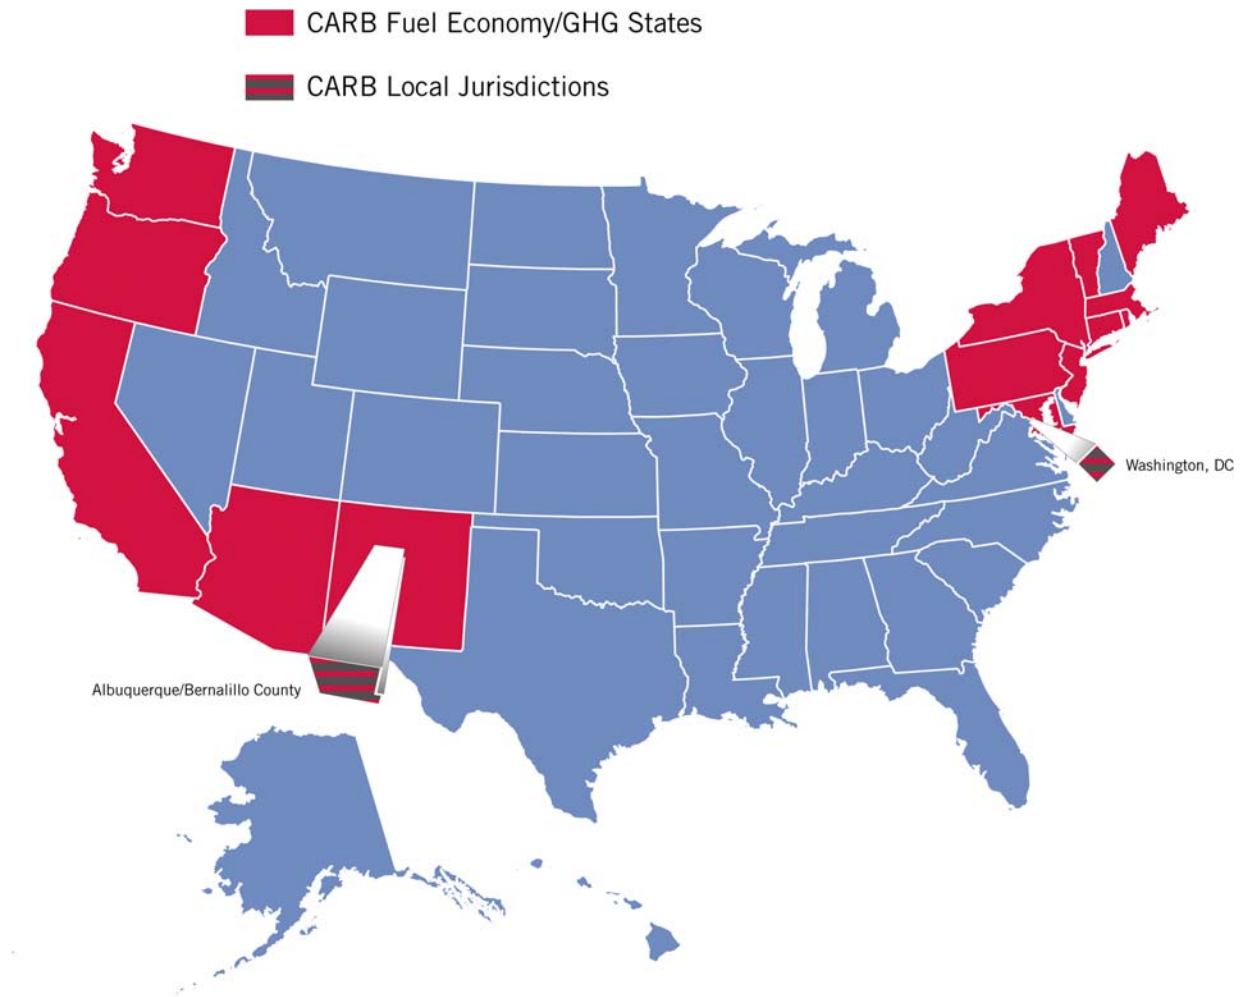 CARB Fuel Economy/GHG States
CARB Local Jurisdictions
Washington, DC
Albuquerque/Bernalillo County